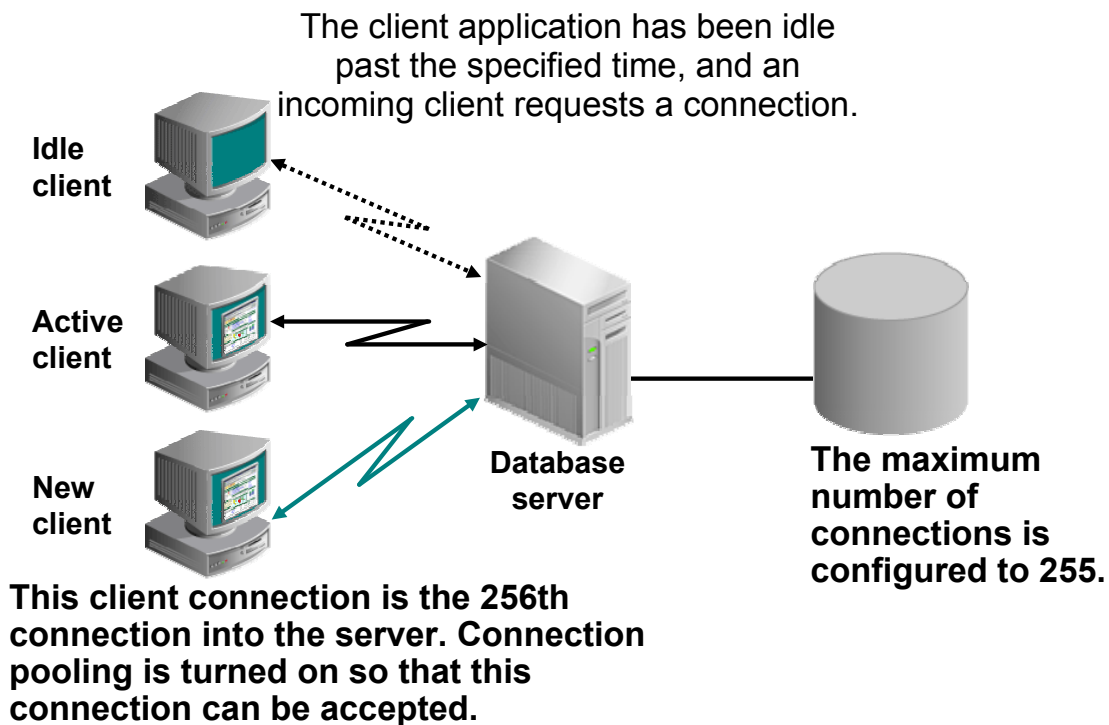 The client application has been idle
past the specified time, and an
incoming client requests a connection.
Idle
client
Active
client
New
client
Database
server
The maximum
number of
connections is
configured to 255.
This client connection is the 256th
connection into the server. Connection
pooling is turned on so that this
connection can be accepted.